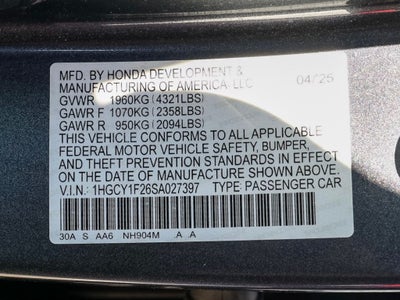 MFD. BY HONDA DEVELOPMENT &
MANUFACTURING OF AMERICA, LLC 04/25
GVWR 1960KG (4321LBS)
GAWR F 1070KG (2358LBS)
GAWR R 950KG (2094LBS)
THIS VEHICLE CONFORMS TO ALL APPLICABLE
FEDERAL MOTOR VEHICLE SAFETY, BUMPER,
AND THEFT PREVENTION STANDARDS IN EFFECT ON
THE DATE OF MANUFACTURE SHOWN ABOVE.
V.I.N.: 1HGCY1F26SA027397 TYPE: PASSENGER CAR
30A S AA6 NH904M A A